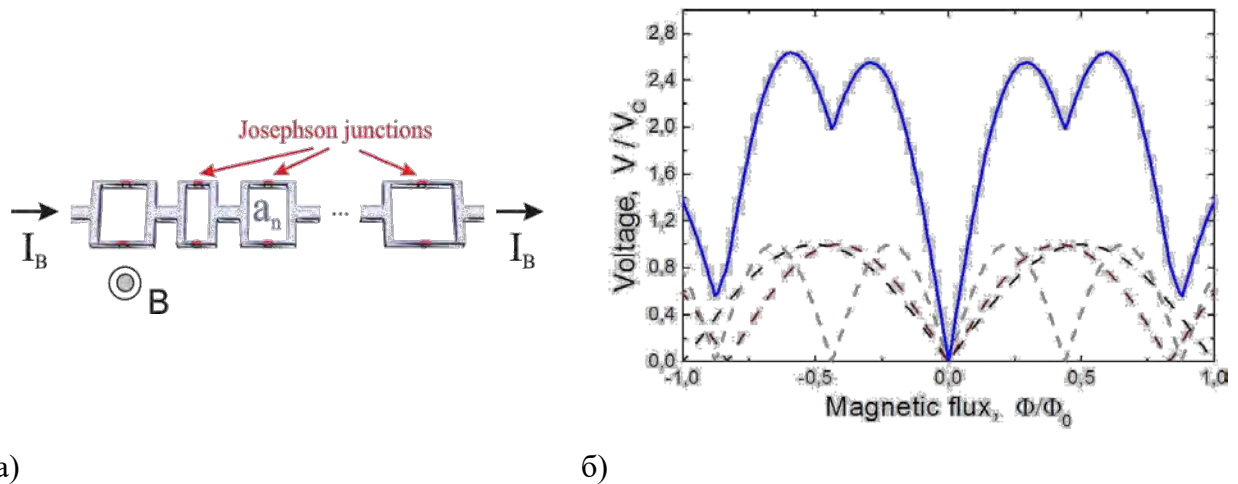 Josephson junctions
a_n
...
I_B
I_B
B
a)
2,8
2,4
2,0
1,6
1,2
0,8
0,4
0,0
Voltage, V / V_C
-1,0
-0,5
0,0
0,5
1,0
Magnetic flux, Φ/Φ_0
б)